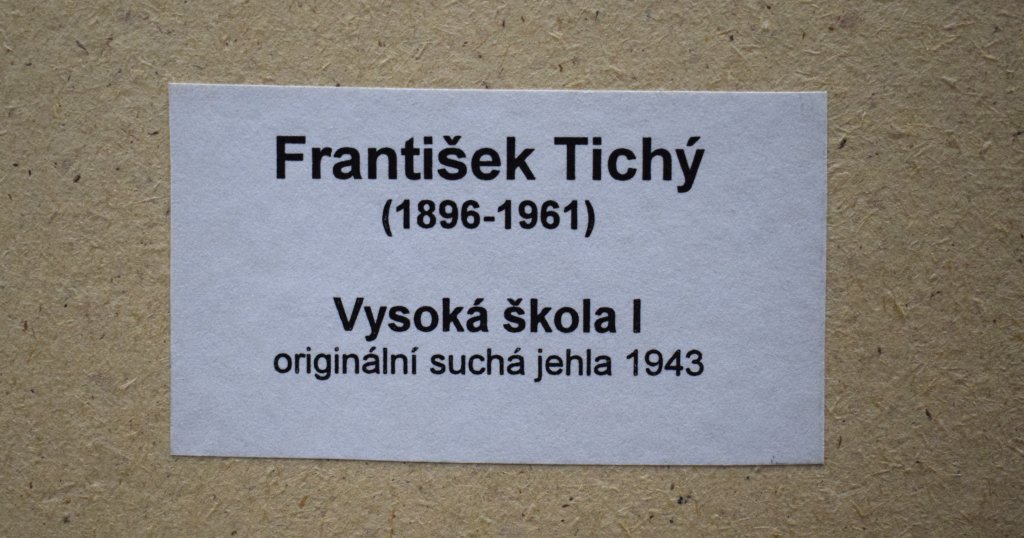 František Tichý
(1896-1961)
Vysoká škola I
originální suchá jehla 1943